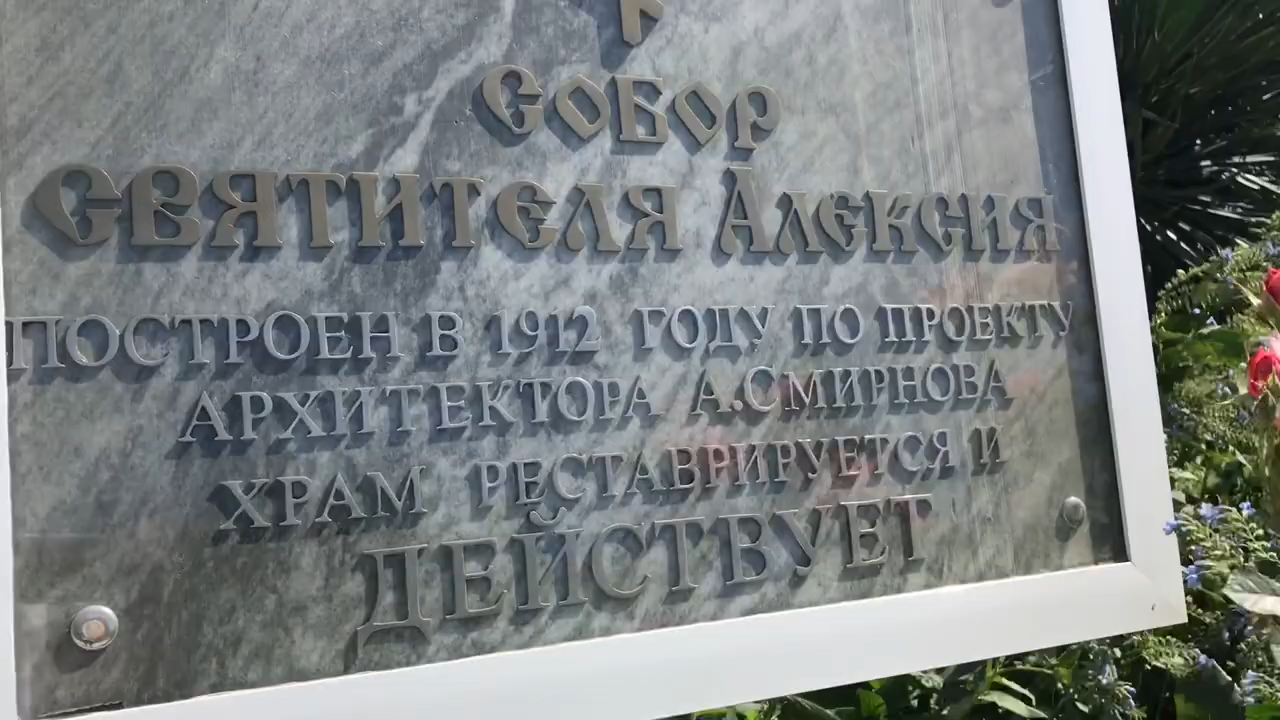 СОБОР
СВЯТИТЕЛЯ АЛЕКСИЯ
ПОСТРОЕН В 1912 ГОДУ ПО ПРОЕКТУ
АРХИТЕКТОРА А.СМИРНОВА
ХРАМ РЕСТАВРИРУЕТСЯ И
ДЕЙСТВУЕТ